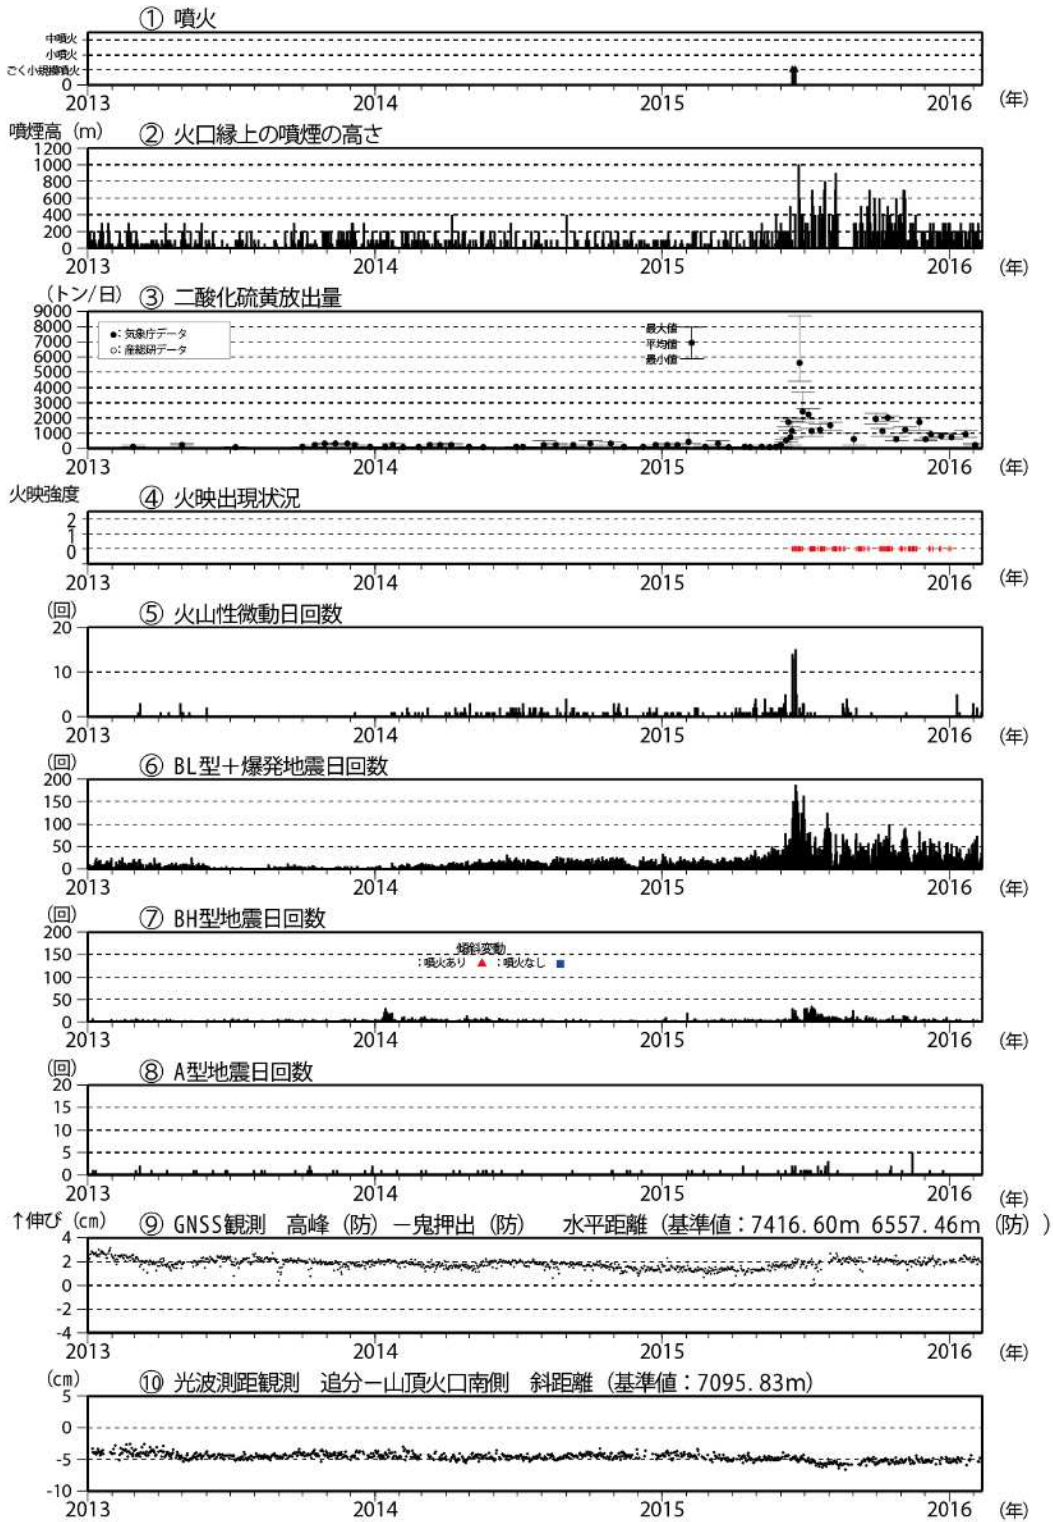 ① 噴火
中噴火
小噴火
ごく小規模噴火
0
2013 2014 2015 2016 (年)
噴煙高 (m) ② 火口縁上の噴煙の高さ
1200
1000
800
600
400
200
0
2013 2014 2015 2016 (年)
(トン/日) ③ 二酸化硫黄放出量
9000
8000
7000
6000
5000
4000
3000
2000
1000
0
●: 気象庁データ
○: 産総研データ
最大値
平均値
最小値
2013 2014 2015 2016 (年)
火映強度 ④ 火映出現状況
2
1
0
2013 2014 2015 2016 (年)
(回) ⑤ 火山性微動日回数
20
10
0
2013 2014 2015 2016 (年)
(回) ⑥ BL型+爆発地震日回数
200
150
100
50
0
2013 2014 2015 2016 (年)
(回) ⑦ BH型地震日回数
200
150
100
50
0
傾斜変動
:噴火あり ▲ :噴火なし ■
2013 2014 2015 2016 (年)
(回) ⑧ A型地震日回数
20
15
10
5
0
2013 2014 2015 2016 (年)
↑伸び (cm) ⑨ GNSS観測 高峰 (防) －鬼押出 (防) 水平距離 (基準値:7416.60m 6557.46m (防) )
4
2
0
-2
-4
2013 2014 2015 2016 (年)
(cm) ⑩ 光波測距観測 追分－山頂火口南側 斜距離 (基準値:7095.83m)
5
0
-5
-10
2013 2014 2015 2016 (年)